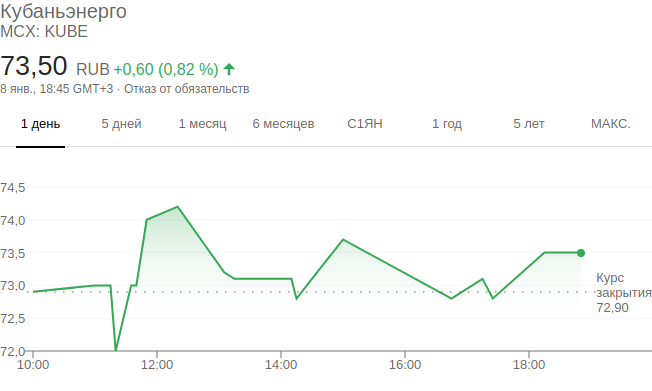 Кубаньэнерго
MCX: KUBE
73,50 RUB +0,60 (0,82 %)
8 янв., 18:45 GMT+3 · Отказ от обязательств
1 день 5 дней 1 месяц 6 месяцев С1ЯН 1 год 5 лет МАКС.
74,5
74,0
73,5
73,0
72,5
72,0
Курс
закрытия
72,90
10:00 12:00 14:00 16:00 18:00